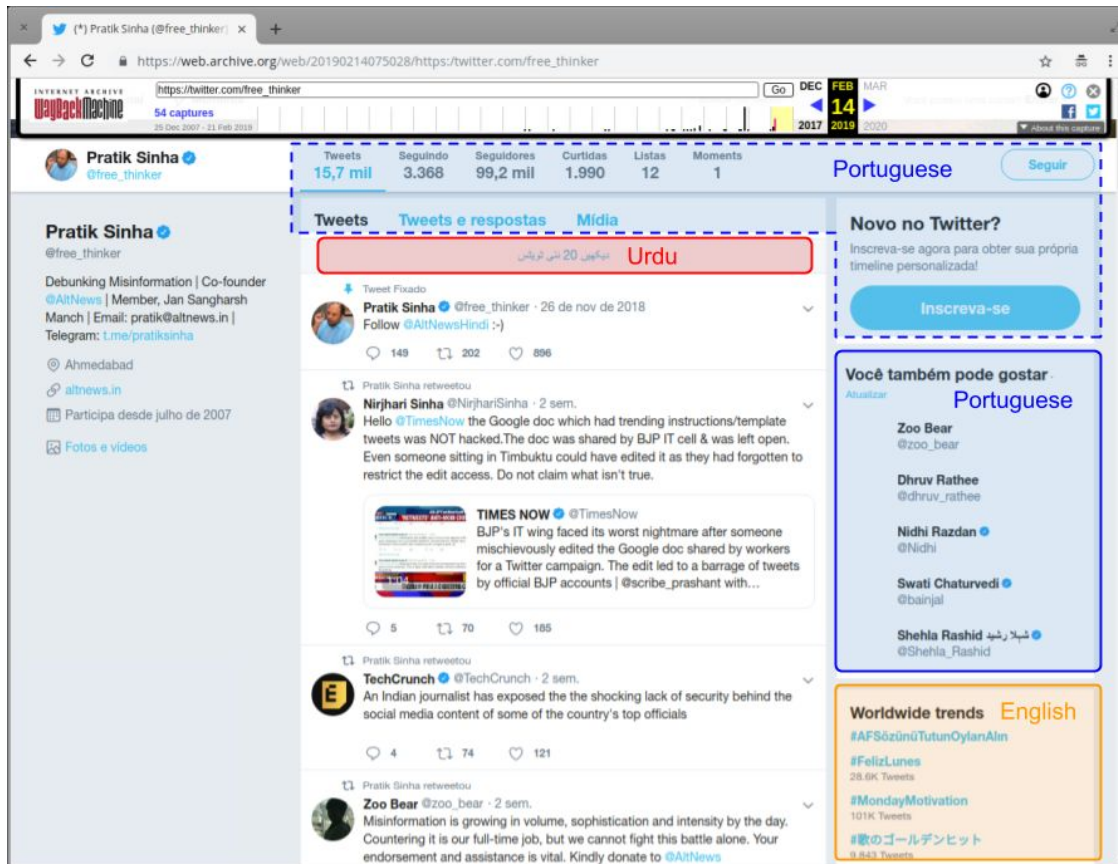 (*) Pratik Sinha (@free_thinker)
https://web.archive.org/web/20190214075028/https:/twitter.com/free_thinker
INTERNET ARCHIVE
WayBackMachine
https://twitter.com/free_thinker
Go
DEC FEB MAR
54 captures
14
25 Dec 2007 - 21 Feb 2019
2017 2019 2020
About this capture
Pratik Sinha
@free_thinker
Tweets Seguindo Seguidores Curtidas Listas Moments
15,7 mil 3.368 99,2 mil 1.990 12 1
Portuguese
Seguir
Tweets Tweets e respostas Mídia
دیکھیں 20 نئی ٹویٹس
Urdu
Pratik Sinha
@free_thinker
Debunking Misinformation | Co-founder
@AltNews | Member, Jan Sangharsh
Manch | Email: pratik@altnews.in |
Telegram: t.me/pratiksinha
Ahmedabad
altnews.in
Participa desde julho de 2007
Fotos e vídeos
Tweet Fixado
Pratik Sinha @free_thinker · 26 de nov de 2018
Follow @AltNewsHindi :-)
149 202 896
Pratik Sinha retweetou
Nirjhari Sinha @NirjhariSinha · 2 sem.
Hello @TimesNow the Google doc which had trending instructions/template
tweets was NOT hacked.The doc was shared by BJP IT cell & was left open.
Even someone sitting in Timbuktu could have edited it as they had forgotten to
restrict the edit access. Do not claim what isn't true.
TIMES NOW @TimesNow
BJP's IT wing faced its worst nightmare after someone
mischievously edited the Google doc shared by workers
for a Twitter campaign. The edit led to a barrage of tweets
by official BJP accounts | @scribe_prashant with…
5 70 185
Pratik Sinha retweetou
TechCrunch @TechCrunch · 2 sem.
An Indian journalist has exposed the the shocking lack of security behind the
social media content of some of the country's top officials
4 74 121
Pratik Sinha retweetou
Zoo Bear @zoo_bear · 2 sem.
Misinformation is growing in volume, sophistication and intensity by the day.
Countering it is our full-time job, but we cannot fight this battle alone. Your
endorsement and assistance is vital. Kindly donate to @AltNews
Novo no Twitter?
Inscreva-se agora para obter sua própria
timeline personalizada!
Inscreva-se
Você também pode gostar ·
Atualizar
Portuguese
Zoo Bear
@zoo_bear
Dhruv Rathee
@dhruv_rathee
Nidhi Razdan
@Nidhi
Swati Chaturvedi
@bainjal
Shehla Rashid شہلا رشید
@Shehla_Rashid
Worldwide trends
English
#AFSözünüTutunOylarıAlın
#FelizLunes
28.6K Tweets
#MondayMotivation
101K Tweets
#歌のゴールデンヒット
9,843 Tweets